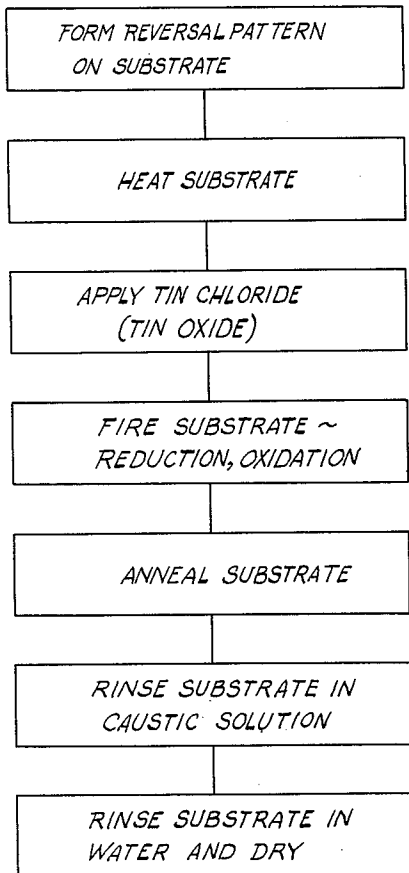 FORM REVERSAL PATTERN
ON SUBSTRATE
HEAT SUBSTRATE
APPLY TIN CHLORIDE
(TIN OXIDE)
FIRE SUBSTRATE ~
REDUCTION, OXIDATION
ANNEAL SUBSTRATE
RINSE SUBSTRATE IN
CAUSTIC SOLUTION
RINSE SUBSTRATE IN
WATER AND DRY